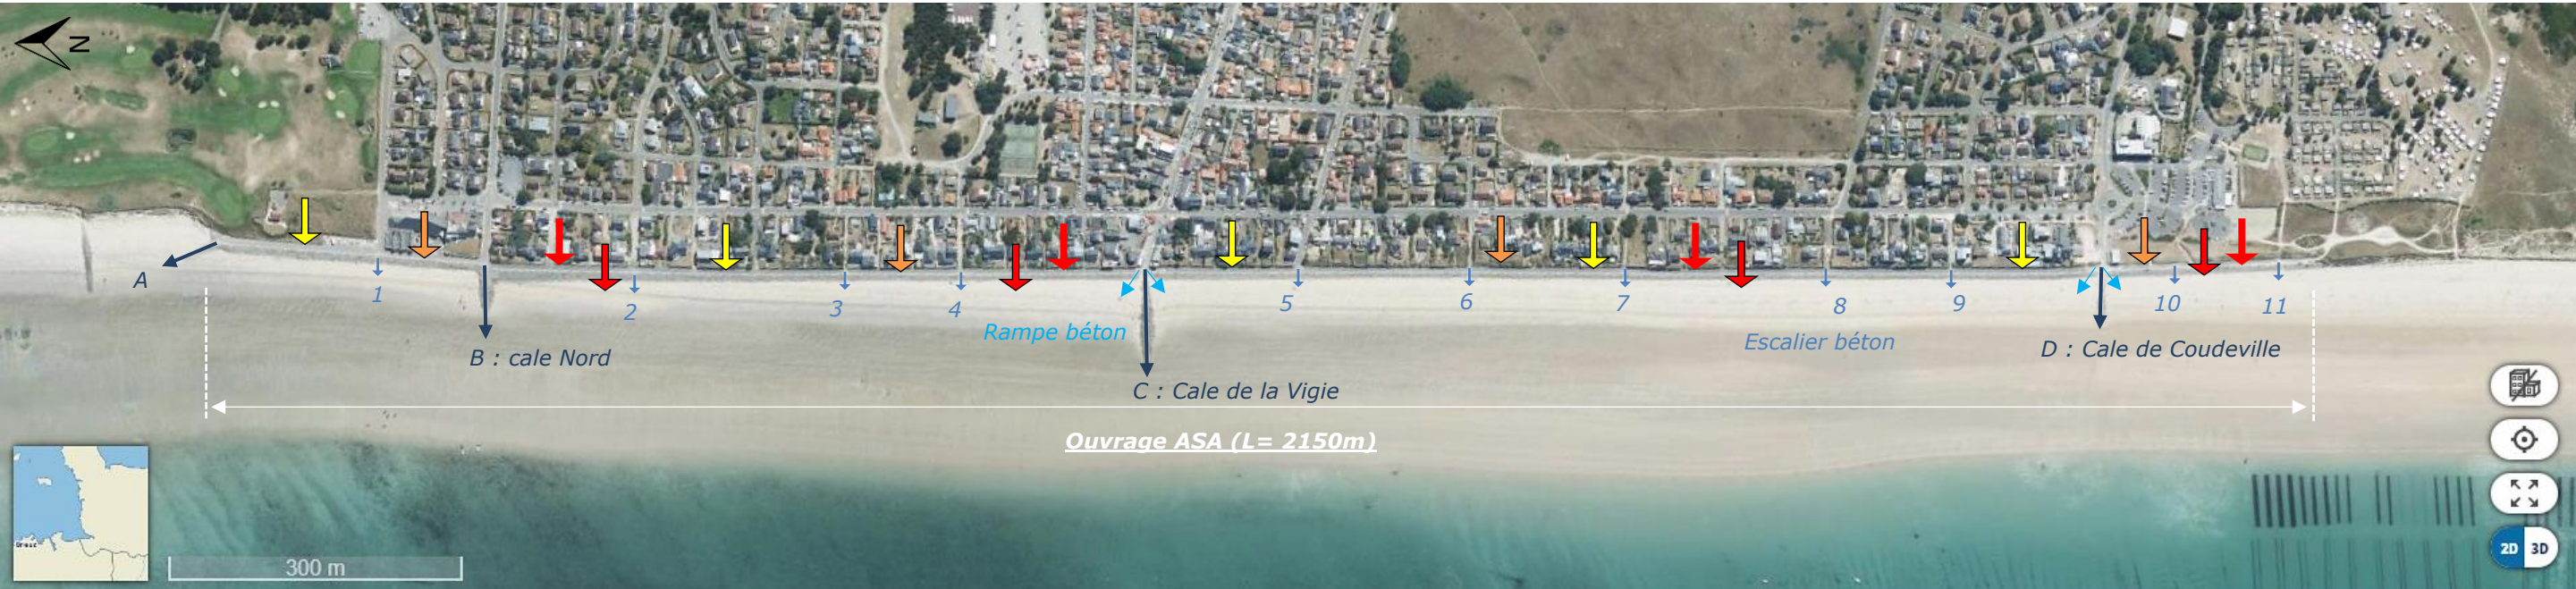 N
A
1
2
3
4
5
6
7
8
9
10
11
Rampe béton
Escalier béton
B : cale Nord
D : Cale de Coudeville
C : Cale de la Vigie
Ouvrage ASA (L= 2150m)
300 m
2D 3D